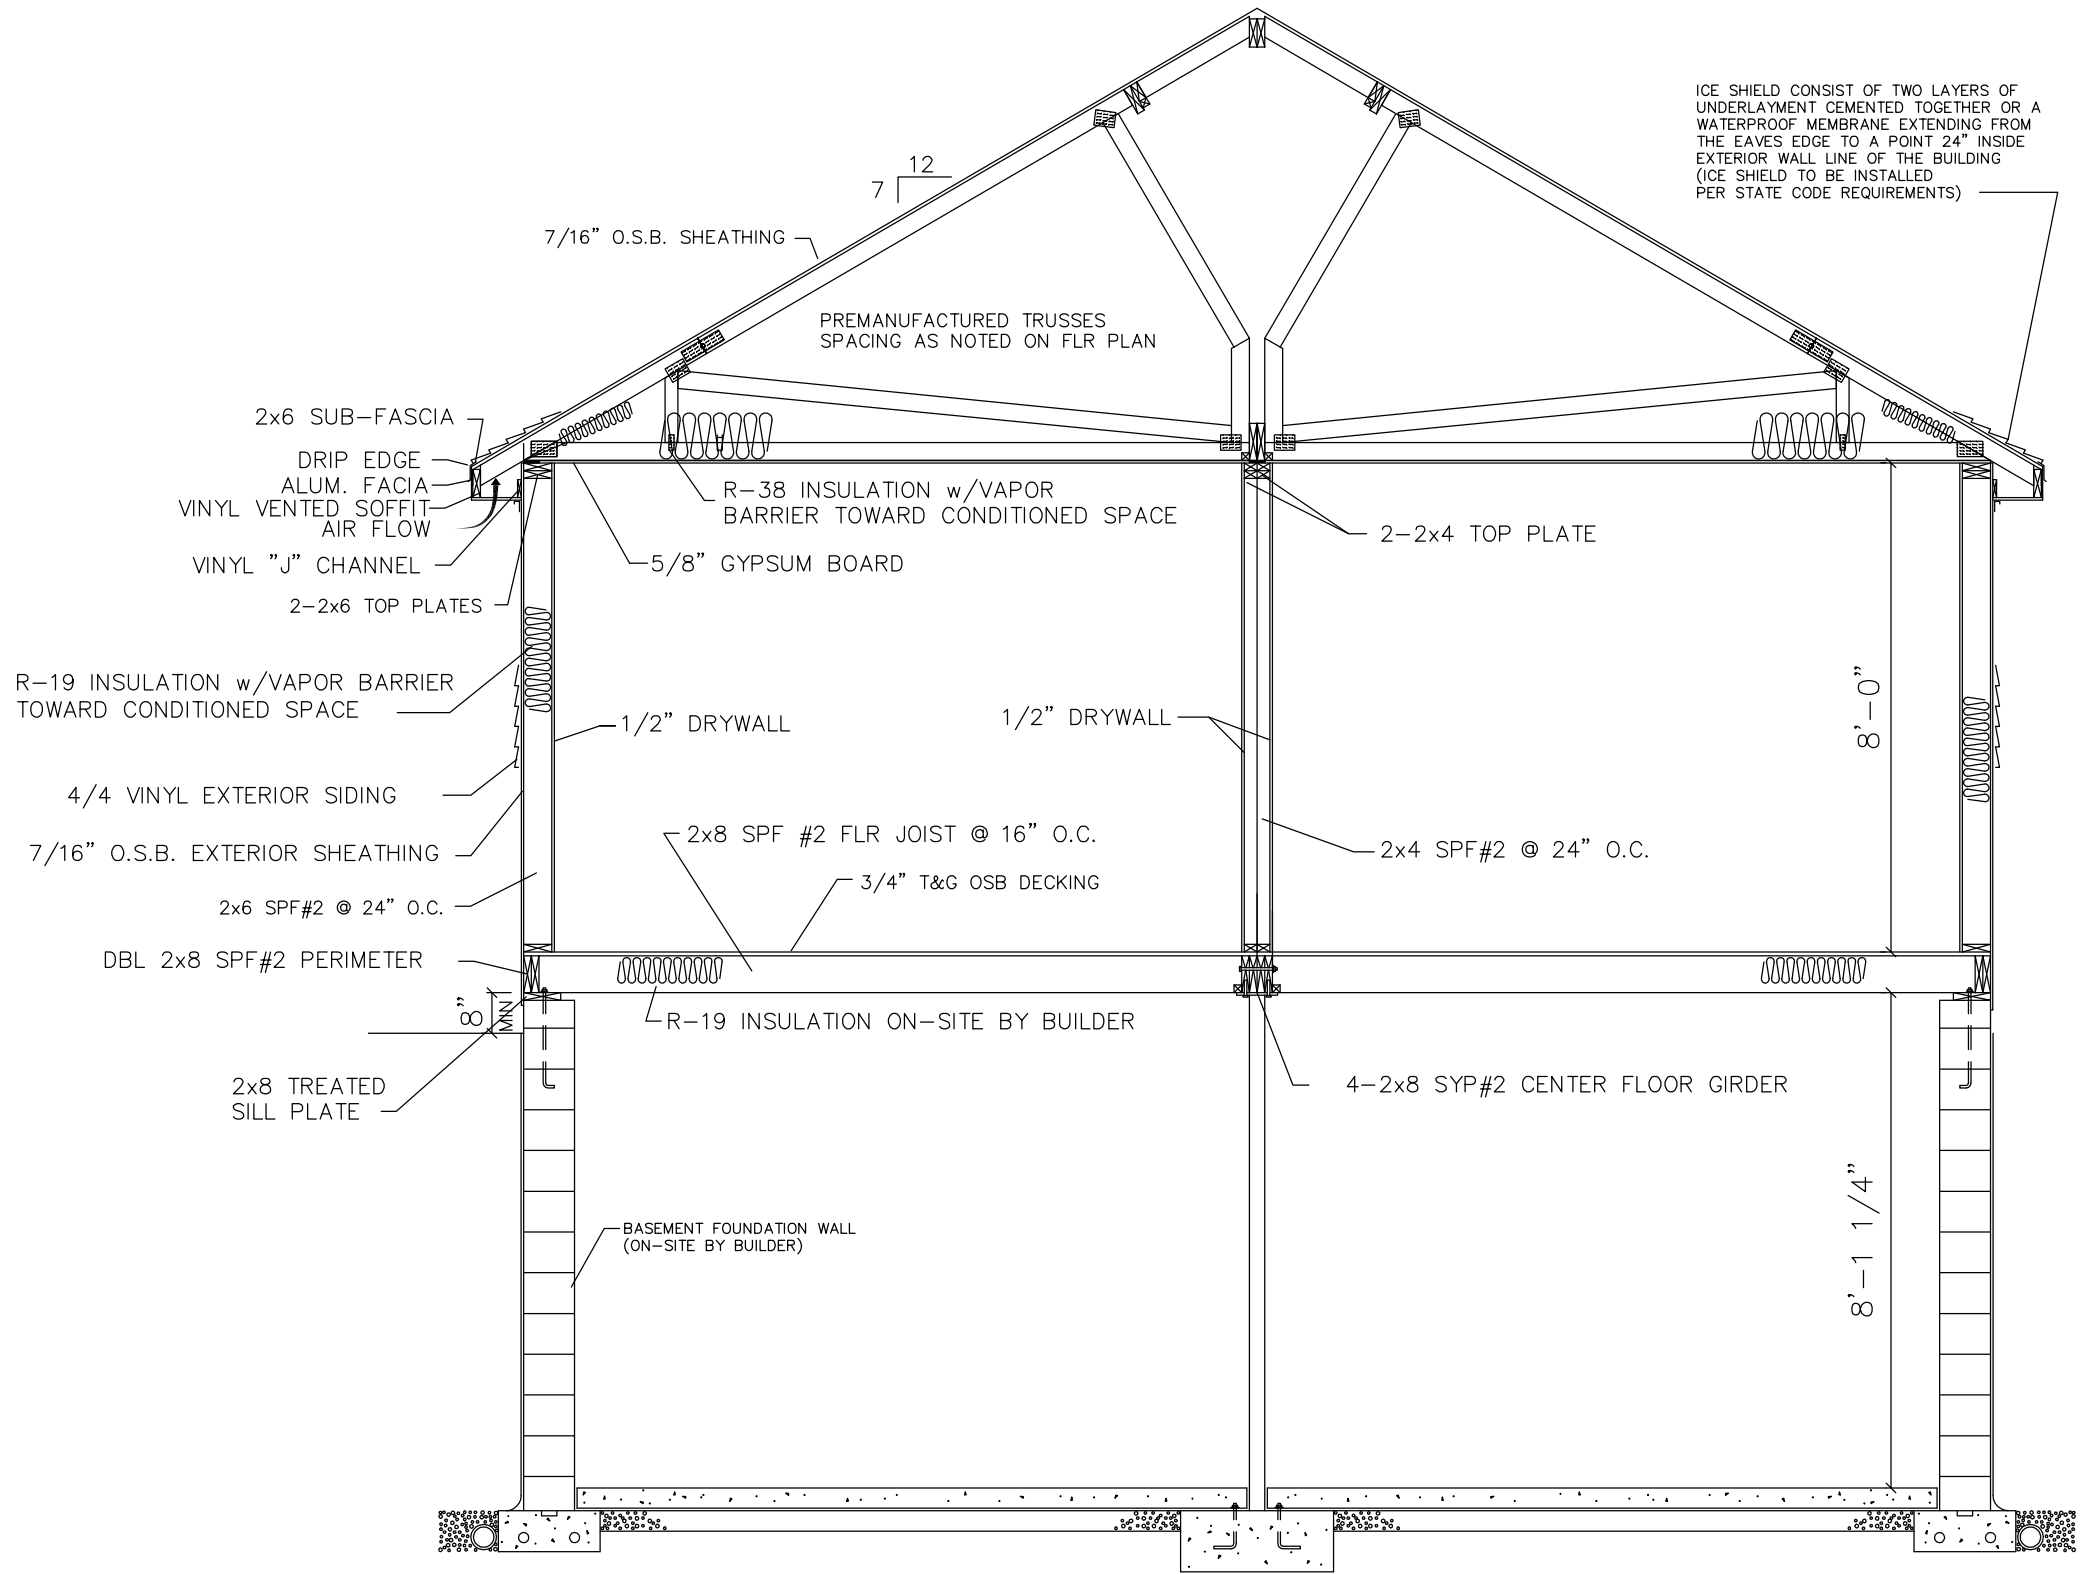 ICE SHIELD CONSIST OF TWO LAYERS OF
UNDERLAYMENT CEMENTED TOGETHER OR A
WATERPROOF MEMBRANE EXTENDING FROM
THE EAVES EDGE TO A POINT 24" INSIDE
EXTERIOR WALL LINE OF THE BUILDING
(ICE SHIELD TO BE INSTALLED
PER STATE CODE REQUIREMENTS)
12
7
7/16" O.S.B. SHEATHING
PREMANUFACTURED TRUSSES
SPACING AS NOTED ON FLR PLAN
2x6 SUB-FASCIA
DRIP EDGE
ALUM. FACIA
VINYL VENTED SOFFIT
AIR FLOW
VINYL "J" CHANNEL
2-2x6 TOP PLATES
R-38 INSULATION w/VAPOR
BARRIER TOWARD CONDITIONED SPACE
5/8" GYPSUM BOARD
2-2x4 TOP PLATE
R-19 INSULATION w/VAPOR BARRIER
TOWARD CONDITIONED SPACE
1/2" DRYWALL
1/2" DRYWALL
8'-0"
4/4 VINYL EXTERIOR SIDING
7/16" O.S.B. EXTERIOR SHEATHING
2x8 SPF #2 FLR JOIST @ 16" O.C.
2x4 SPF#2 @ 24" O.C.
3/4" T&G OSB DECKING
2x6 SPF#2 @ 24" O.C.
DBL 2x8 SPF#2 PERIMETER
8"
MIN
R-19 INSULATION ON-SITE BY BUILDER
2x8 TREATED
SILL PLATE
4-2x8 SYP#2 CENTER FLOOR GIRDER
8'-1 1/4"
BASEMENT FOUNDATION WALL
(ON-SITE BY BUILDER)